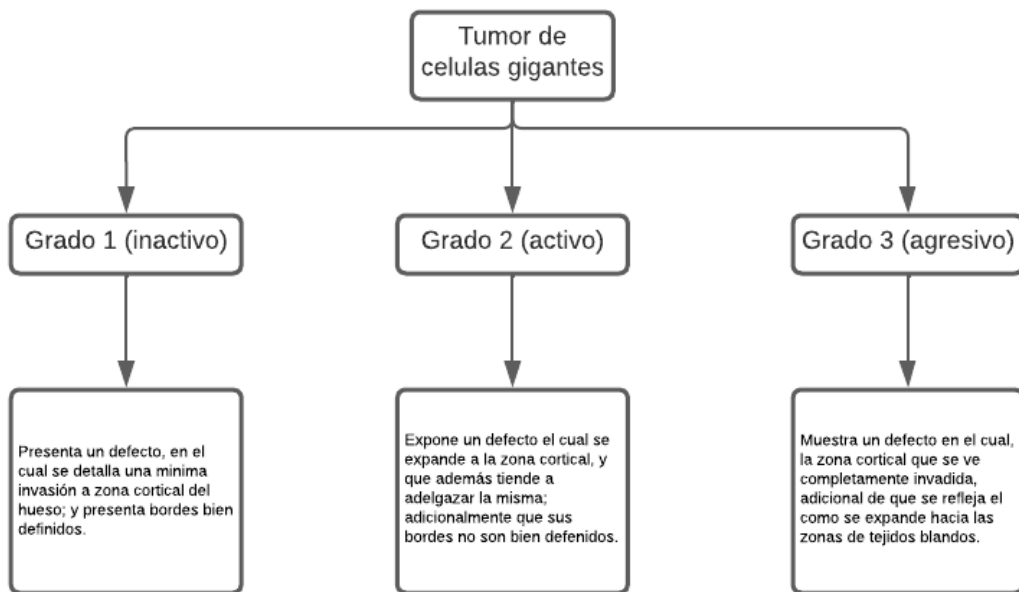 Tumor de
celulas gigantes
Grado 1 (inactivo)
Grado 2 (activo)
Grado 3 (agresivo)
Presenta un defecto, en el
cual se detalla una minima
invasión a zona cortical del
hueso; y presenta bordes bien
definidos.
Expone un defecto el cual se
expande a la zona cortical, y
que además tiende a
adelgazar la misma;
adicionalmente que sus
bordes no son bien defenidos.
Muestra un defecto en el cual,
la zona cortical que se ve
completamente invadida,
adicional de que se refleja el
como se expande hacia las
zonas de tejidos blandos.